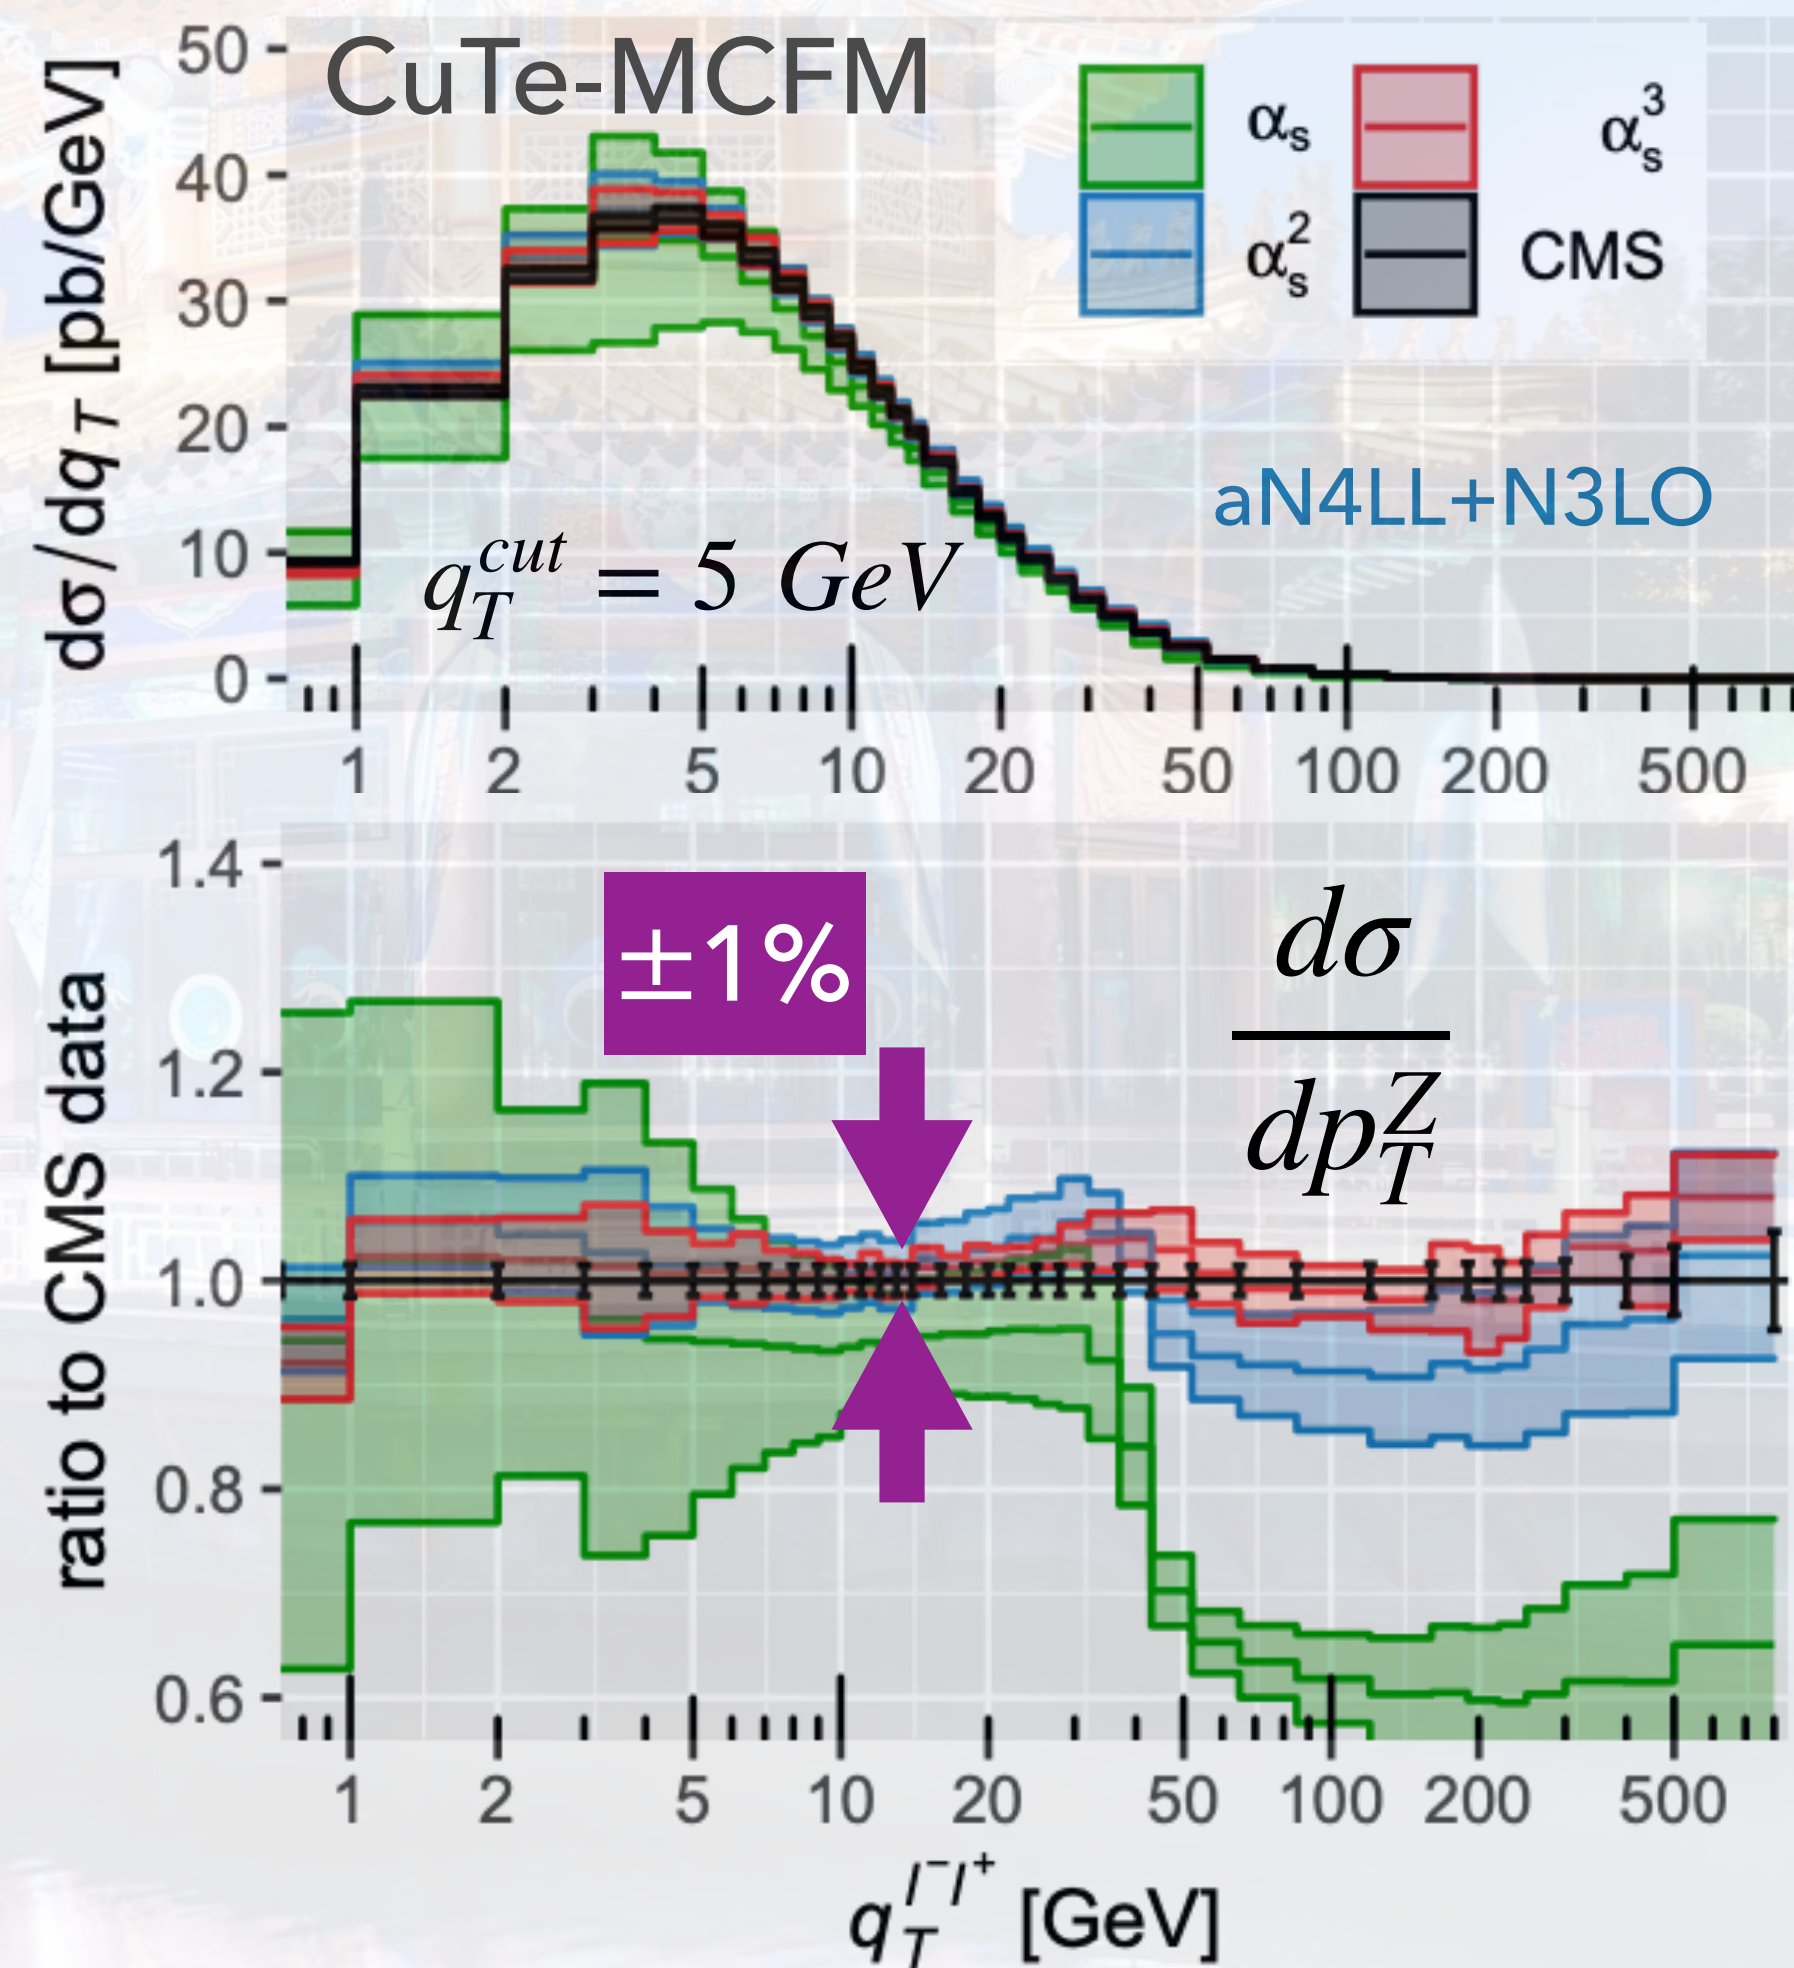 CuTe-MCFM
αₛ
αₛ³
αₛ²
CMS
aN4LL+N3LO
q_T^{cut} = 5 GeV
dσ/dq_T [pb/GeV]
50
40
30
20
10
0
1 2 5 10 20 50 100 200 500
±1%
dσ
dp_T^Z
ratio to CMS data
1.4
1.2
1.0
0.8
0.6
1 2 5 10 20 50 100 200 500
q_T^{l⁻l⁺} [GeV]